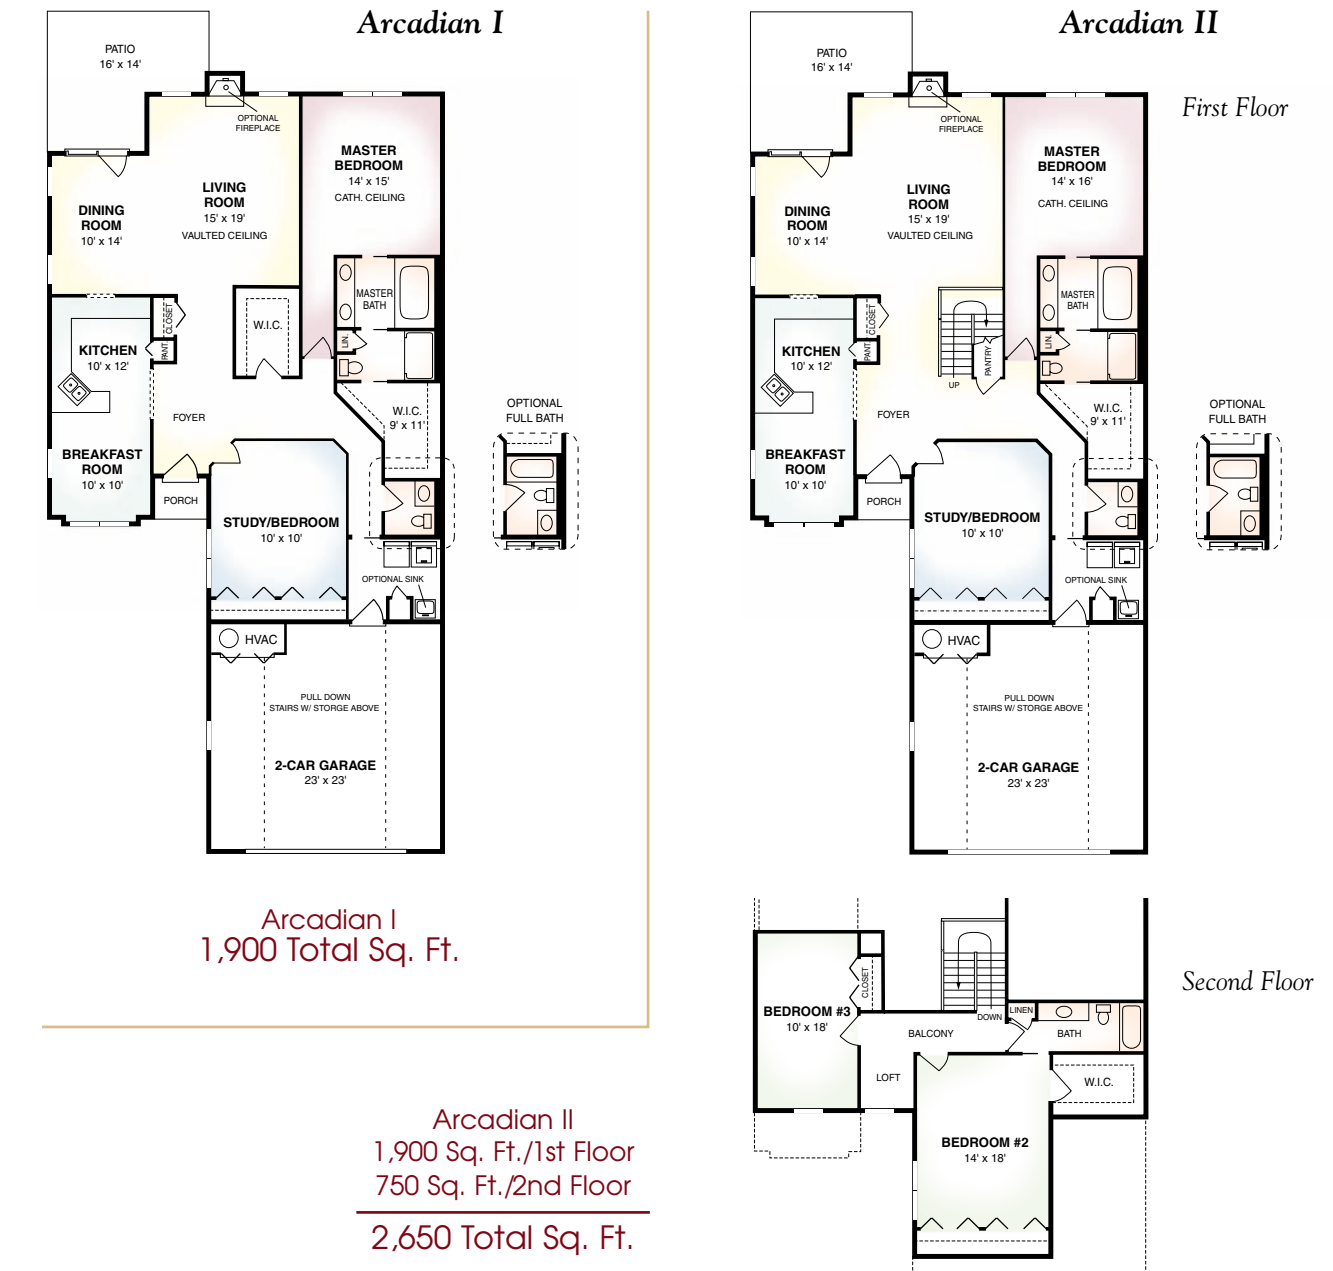 Arcadian I
PATIO
16' x 14'
OPTIONAL
FIREPLACE
MASTER
BEDROOM
14' x 15'
CATH. CEILING
LIVING
ROOM
15' x 19'
VAULTED CEILING
DINING
ROOM
10' x 14'
MASTER
BATH
CLOSET
W.I.C.
LIN.
PANT.
KITCHEN
10' x 12'
W.I.C.
9' x 11'
FOYER
OPTIONAL
FULL BATH
BREAKFAST
ROOM
10' x 10'
PORCH
STUDY/BEDROOM
10' x 10'
OPTIONAL SINK
HVAC
PULL DOWN
STAIRS W/ STORGE ABOVE
2-CAR GARAGE
23' x 23'
Arcadian I
1,900 Total Sq. Ft.
Arcadian II
First Floor
PATIO
16' x 14'
OPTIONAL
FIREPLACE
MASTER
BEDROOM
14' x 16'
CATH. CEILING
LIVING
ROOM
15' x 19'
VAULTED CEILING
DINING
ROOM
10' x 14'
MASTER
BATH
CLOSET
LIN.
PANT.
PANTRY
UP
KITCHEN
10' x 12'
W.I.C.
9' x 11'
FOYER
OPTIONAL
FULL BATH
BREAKFAST
ROOM
10' x 10'
PORCH
STUDY/BEDROOM
10' x 10'
OPTIONAL SINK
HVAC
PULL DOWN
STAIRS W/ STORGE ABOVE
2-CAR GARAGE
23' x 23'
Second Floor
CLOSET
BEDROOM #3
10' x 18'
DOWN
LINEN
BALCONY
BATH
LOFT
W.I.C.
BEDROOM #2
14' x 18'
Arcadian II
1,900 Sq. Ft./1st Floor
750 Sq. Ft./2nd Floor
2,650 Total Sq. Ft.